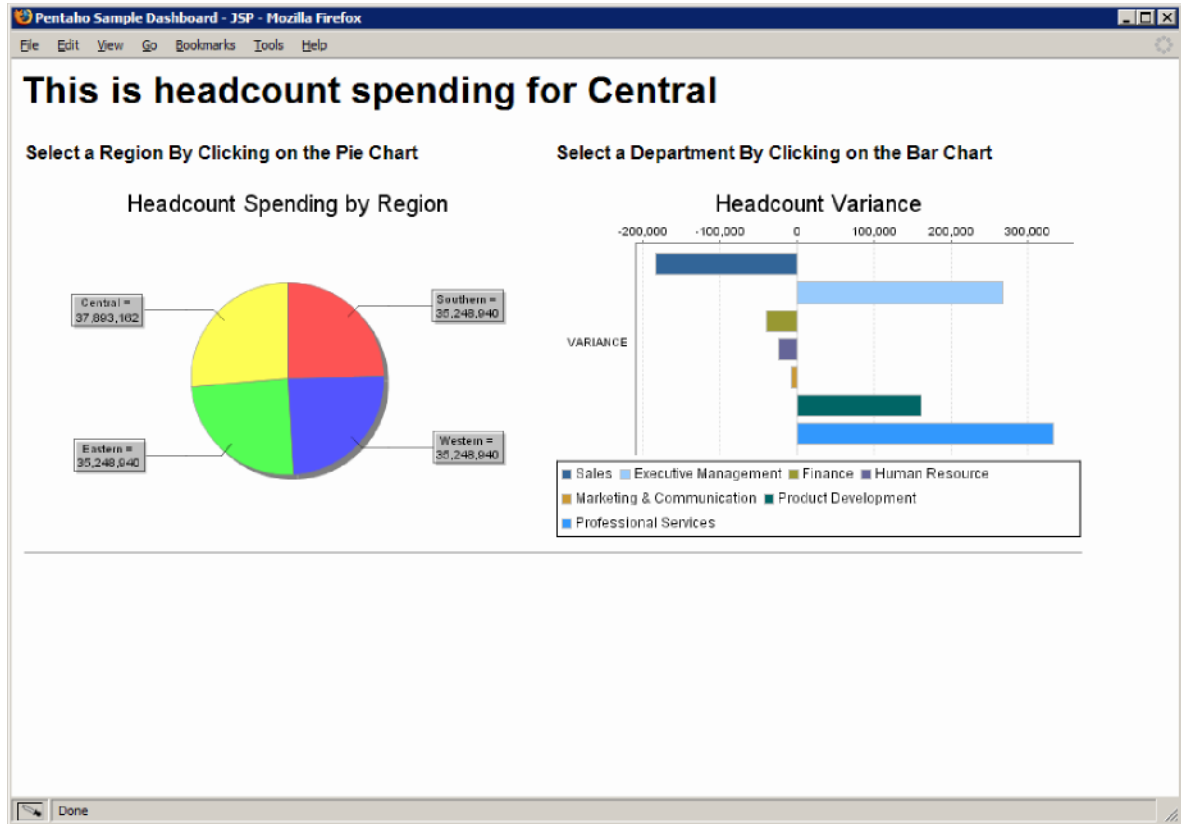 Pentaho Sample Dashboard - JSP - Mozilla Firefox
File Edit View Go Bookmarks Tools Help
This is headcount spending for Central
Select a Region By Clicking on the Pie Chart
Headcount Spending by Region
Central =
37,893,162
Southern =
35,248,940
Eastern =
35,248,940
Western =
35,248,940
Select a Department By Clicking on the Bar Chart
Headcount Variance
-200,000 -100,000 0 100,000 200,000 300,000
VARIANCE
Sales Executive Management Finance Human Resource
Marketing & Communication Product Development
Professional Services
Done